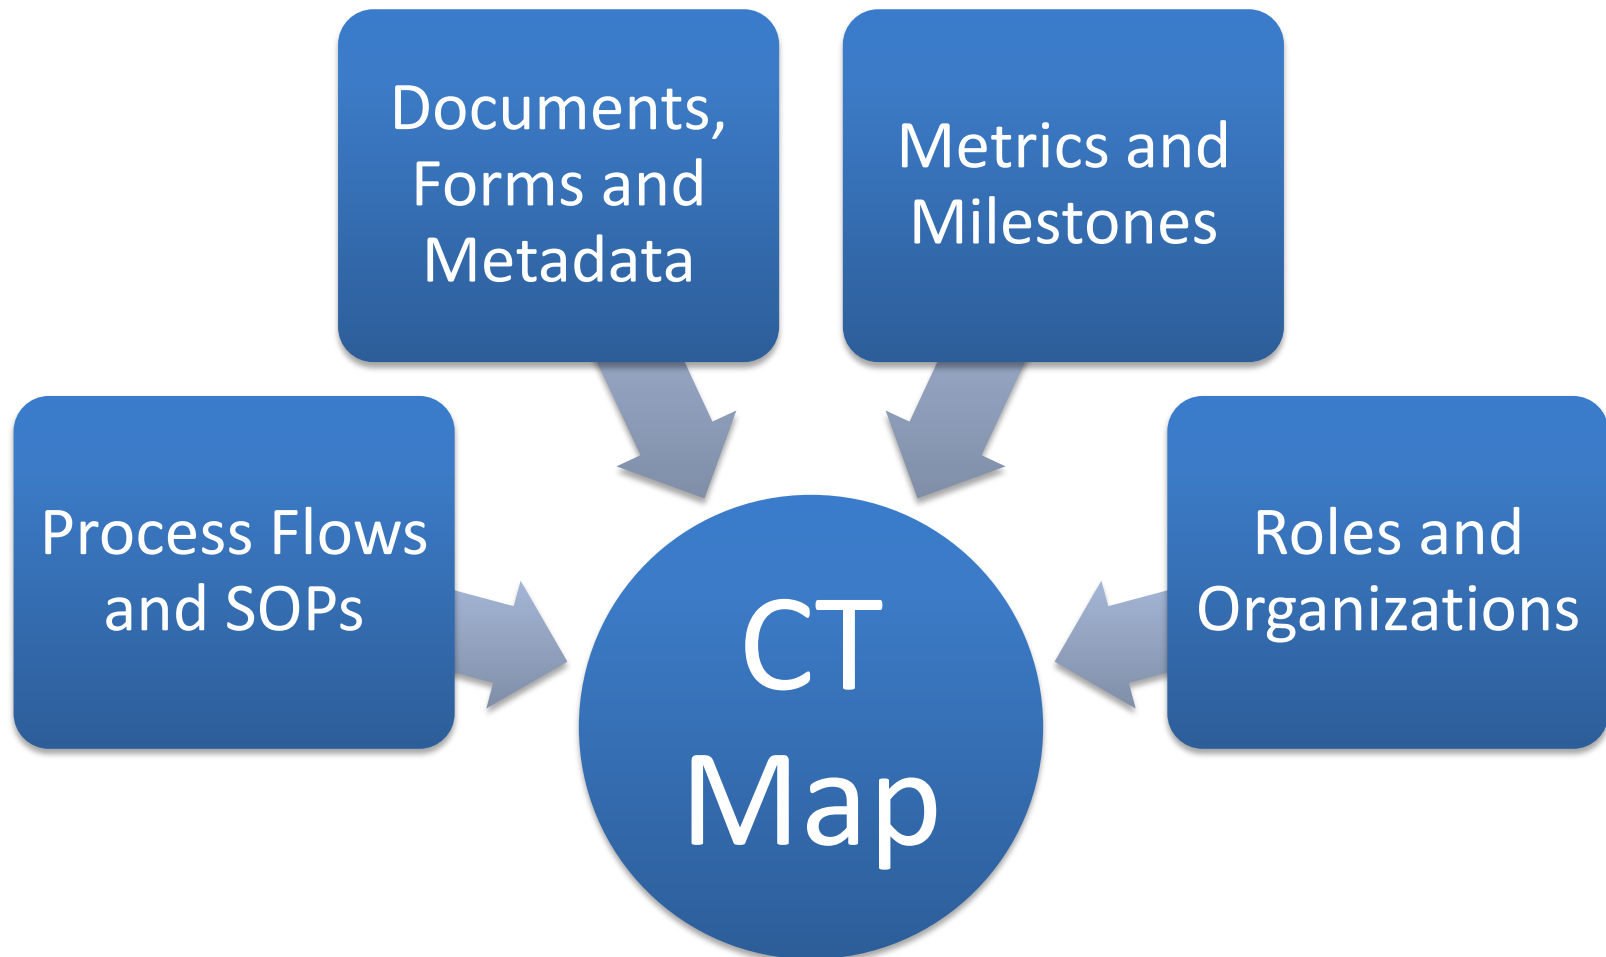 Documents,
Forms and
Metadata
Metrics and
Milestones
Process Flows
and SOPs
Roles and
Organizations
CT
Map